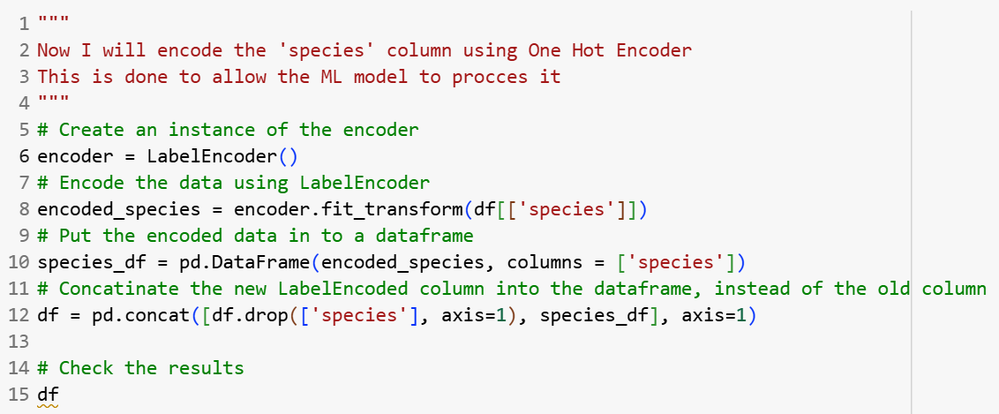 1 """
2 Now I will encode the 'species' column using One Hot Encoder
3 This is done to allow the ML model to procces it
4 """
5 # Create an instance of the encoder
6 encoder = LabelEncoder()
7 # Encode the data using LabelEncoder
8 encoded_species = encoder.fit_transform(df[['species']])
9 # Put the encoded data in to a dataframe
10 species_df = pd.DataFrame(encoded_species, columns = ['species'])
11 # Concatinate the new LabelEncoded column into the dataframe, instead of the old column
12 df = pd.concat([df.drop(['species'], axis=1), species_df], axis=1)
13
14 # Check the results
15 df